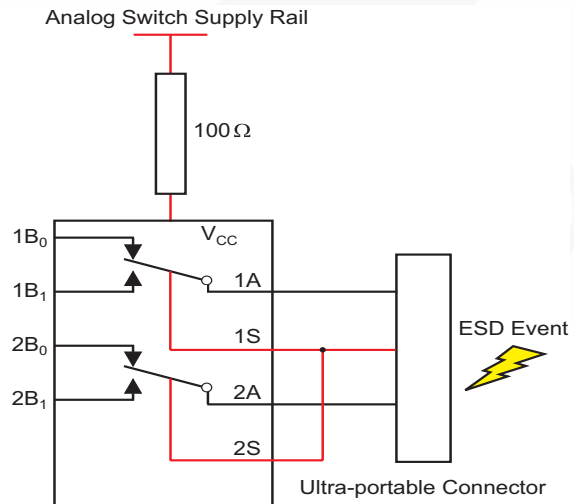 Analog Switch Supply Rail
100Ω
VCC
1B0
1A
1B1
1S
ESD Event
2B0
2A
2B1
2S
Ultra-portable Connector